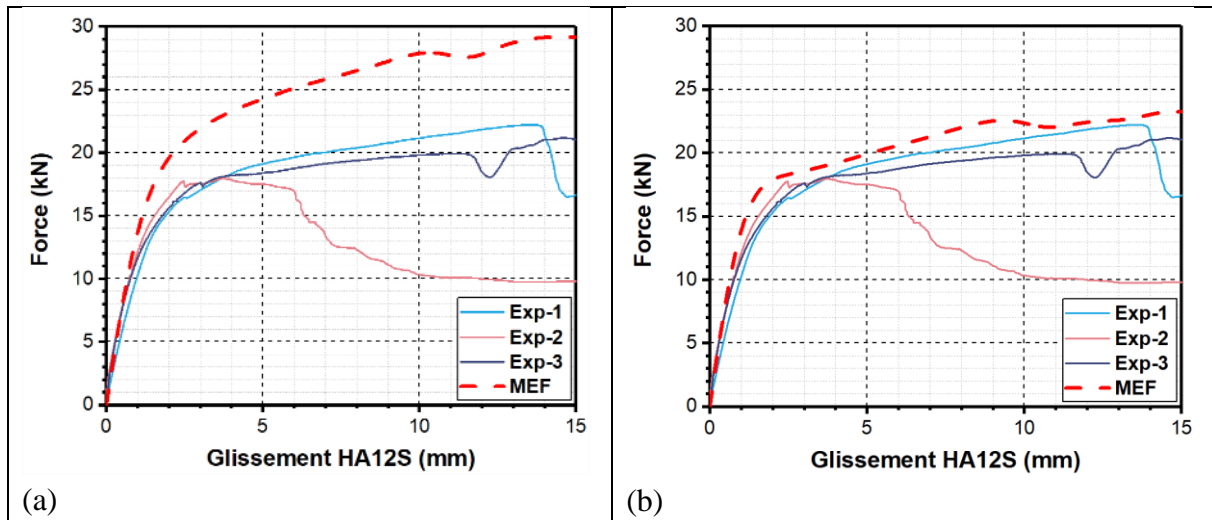 30
25
20
15
10
5
0
Force (kN)
0 5 10 15
Glissement HA12S (mm)
Exp-1
Exp-2
Exp-3
MEF
(a)
30
25
20
15
10
5
0
Force (kN)
0 5 10 15
Glissement HA12S (mm)
Exp-1
Exp-2
Exp-3
MEF
(b)